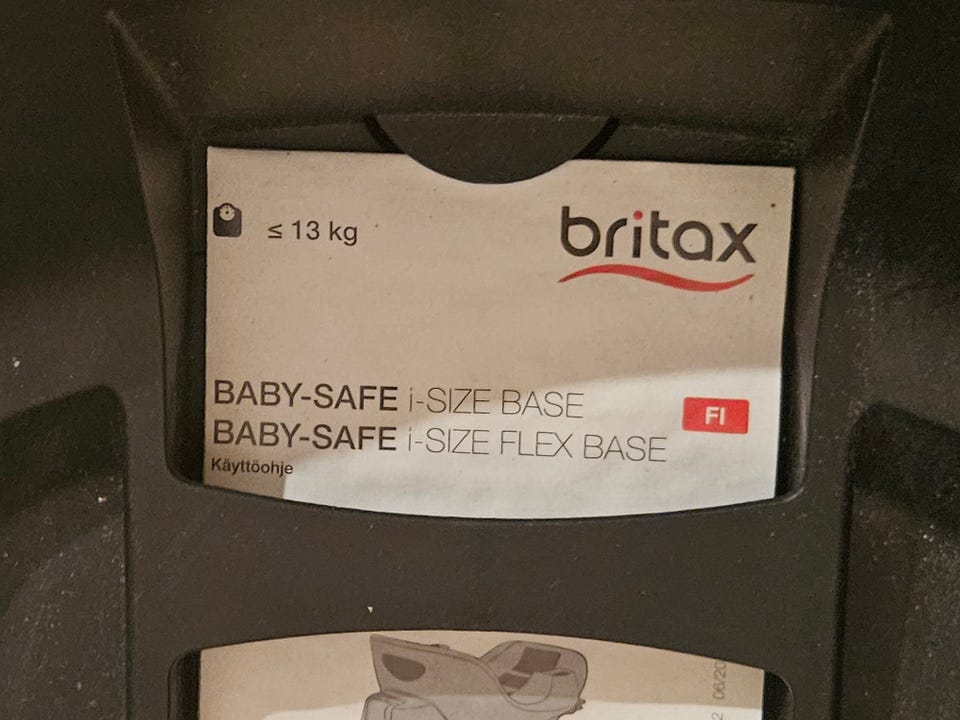 ≤ 13 kg
britax
BABY-SAFE i-SIZE BASE
BABY-SAFE i-SIZE FLEX BASE
FI
Käyttöohje